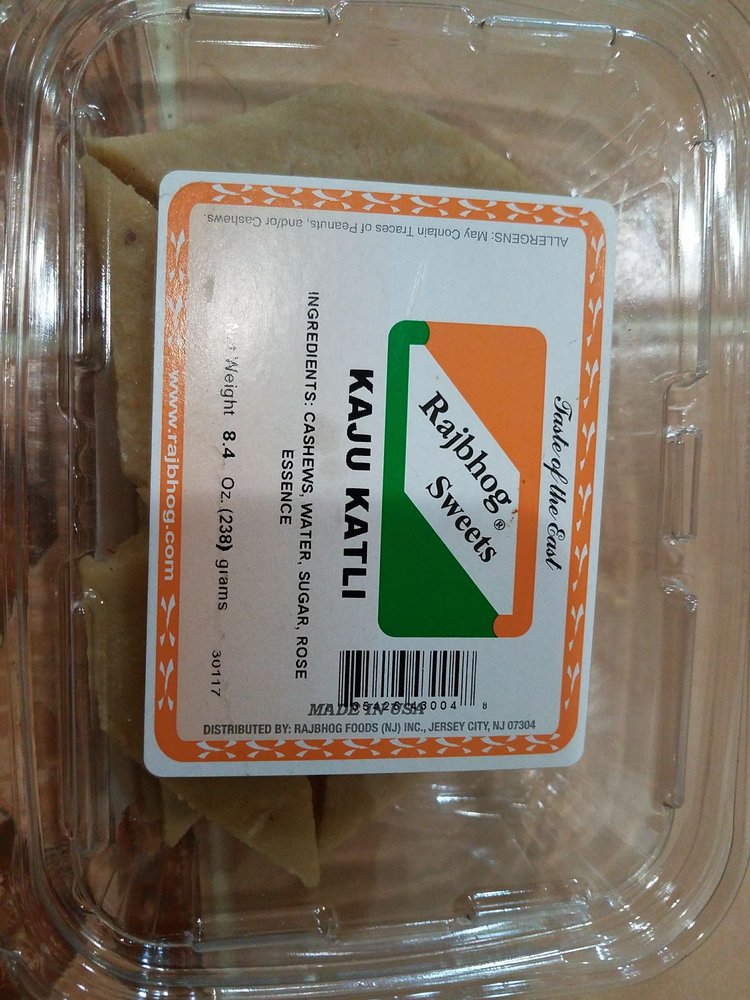 Taste of the East
Rajbhog®
Sweets
KAJU KATLI
INGREDIENTS: CASHEWS, WATER, SUGAR, ROSE
ESSENCE
Weight 8.4 Oz. (238) grams
30117
www.rajbhog.com
ALLERGENS: May Contain Traces of Peanuts, and/or Cashews.
43004 8
MADE IN USA
DISTRIBUTED BY: RAJBHOG FOODS (NJ) INC., JERSEY CITY, NJ 07304